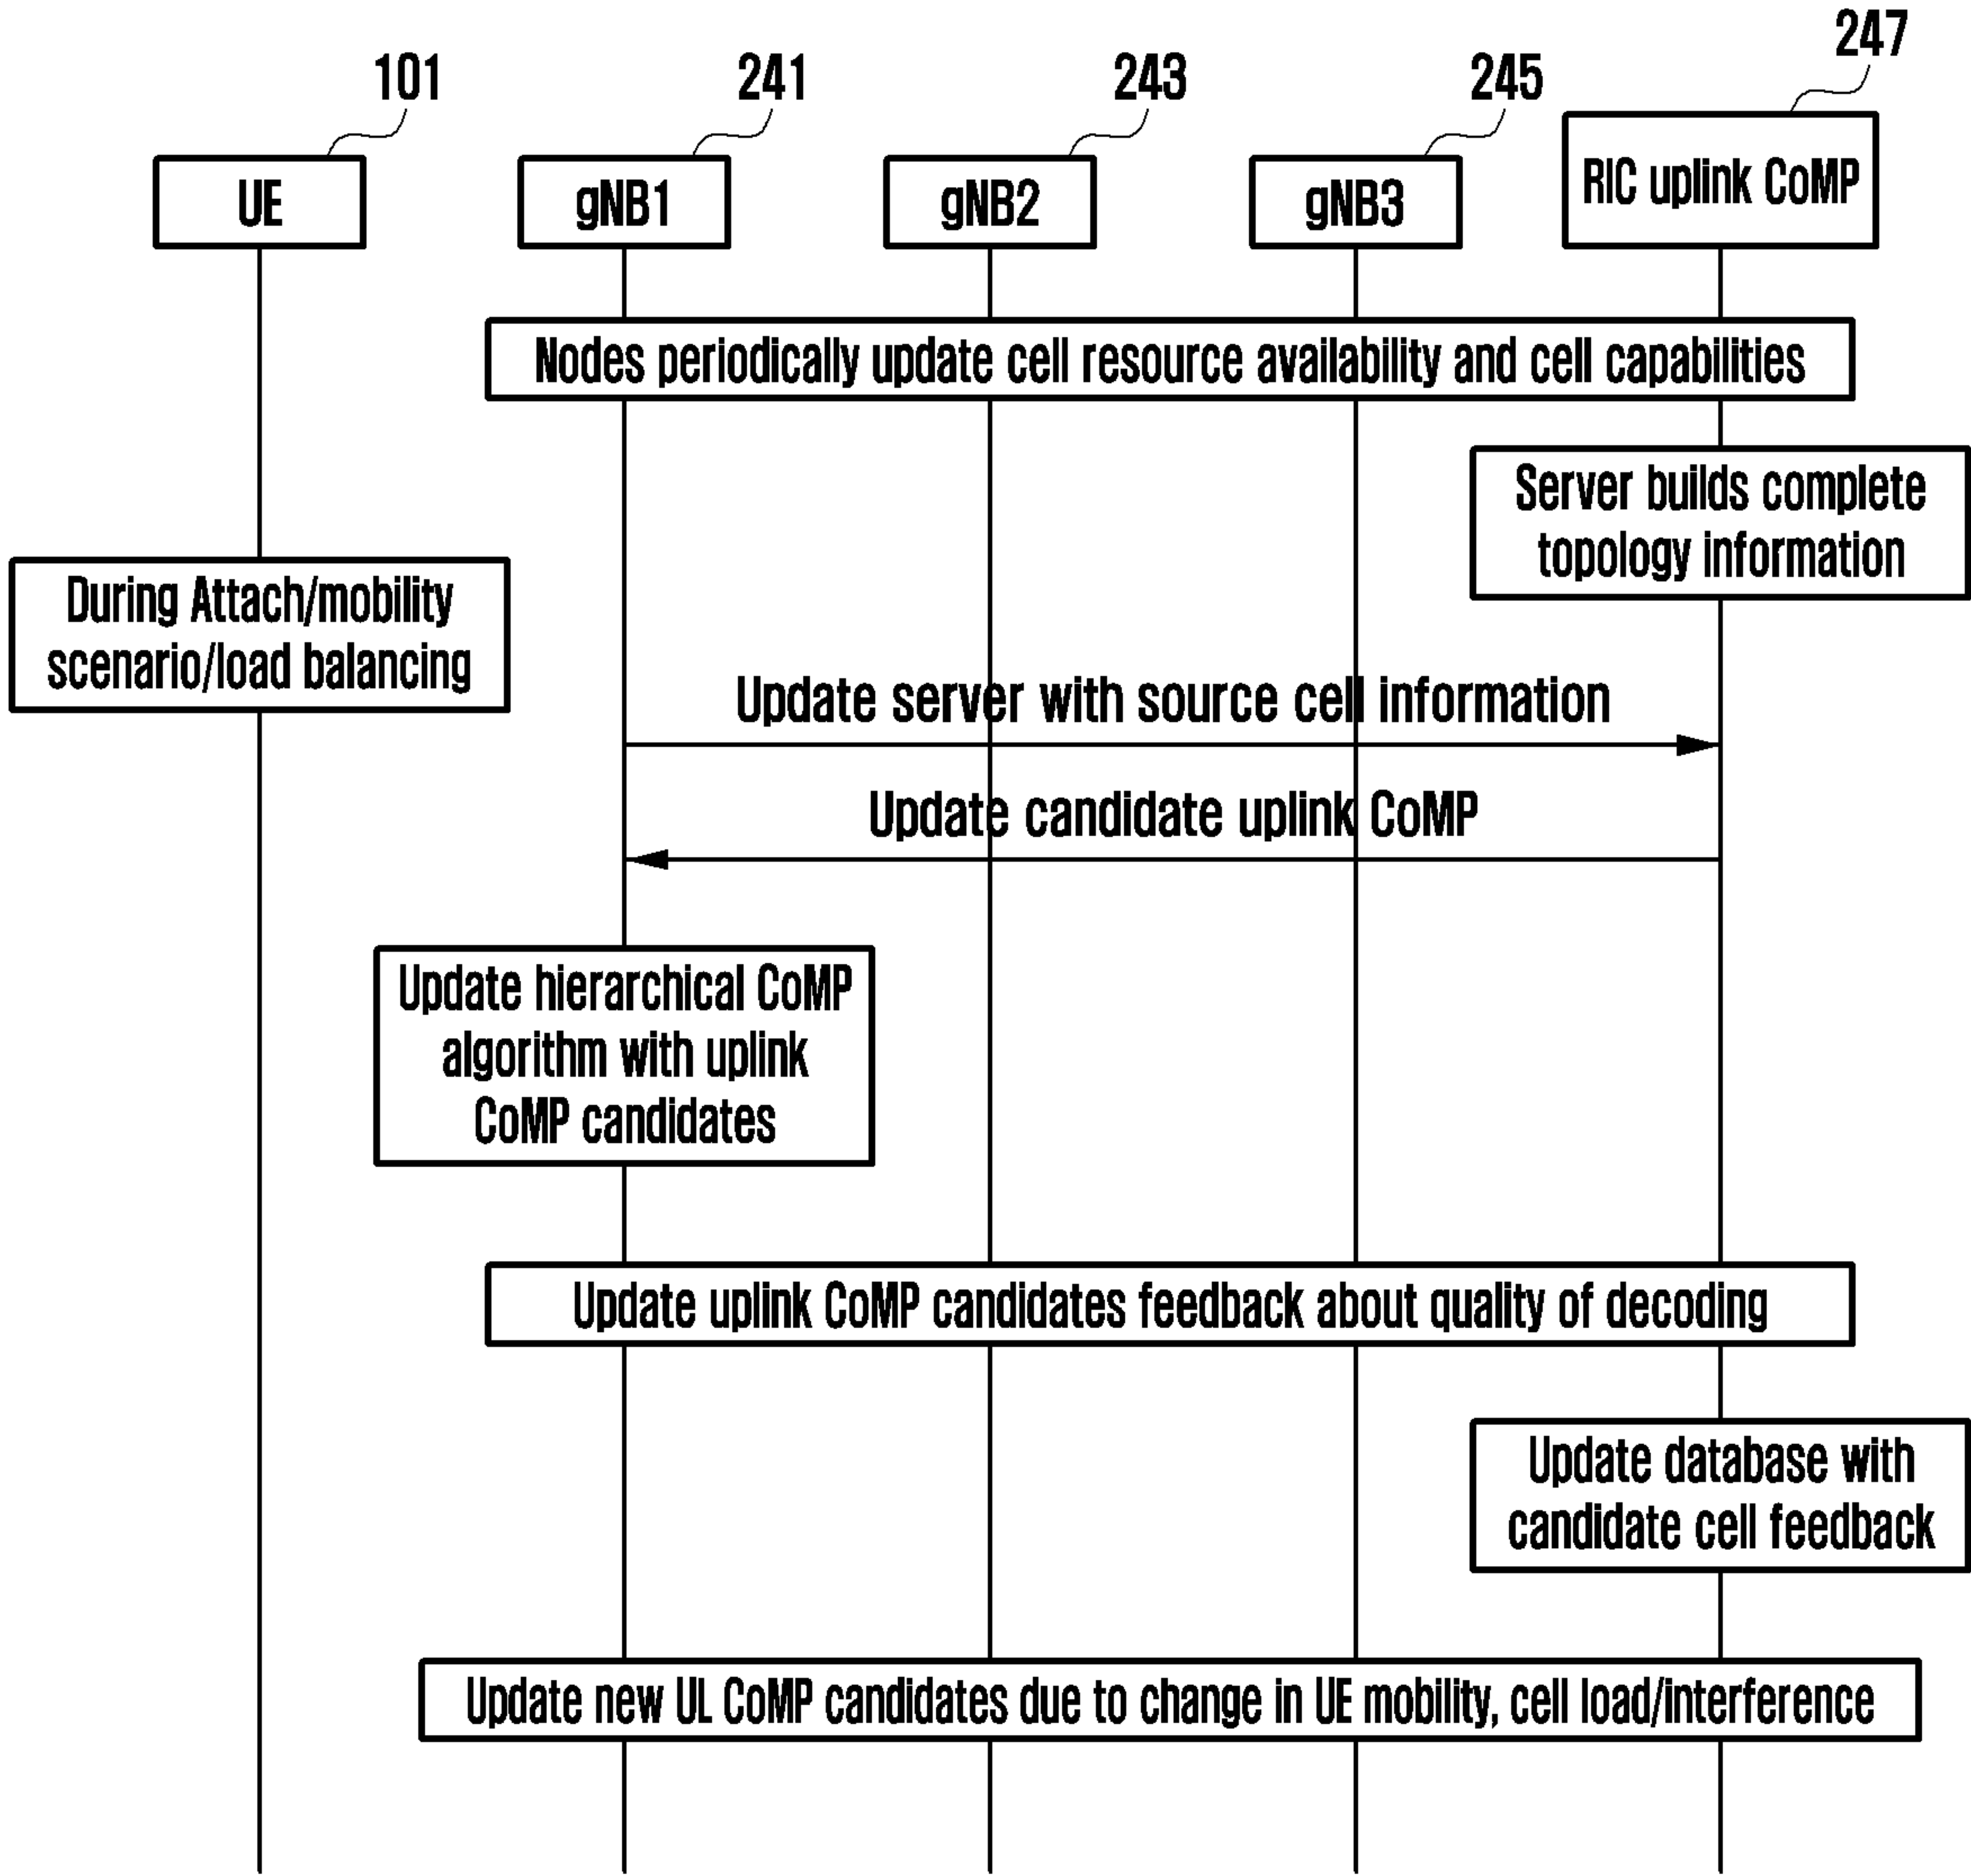 101
241
243
245
247
UE
gNB1
gNB2
gNB3
RIC uplink CoMP
Nodes periodically update cell resource availability and cell capabilities
Server builds complete
topology information
During Attach/mobility
scenario/load balancing
Update server with source cell information
Update candidate uplink CoMP
Update hierarchical CoMP
algorithm with uplink
CoMP candidates
Update uplink CoMP candidates feedback about quality of decoding
Update database with
candidate cell feedback
Update new UL CoMP candidates due to change in UE mobility, cell load/interference